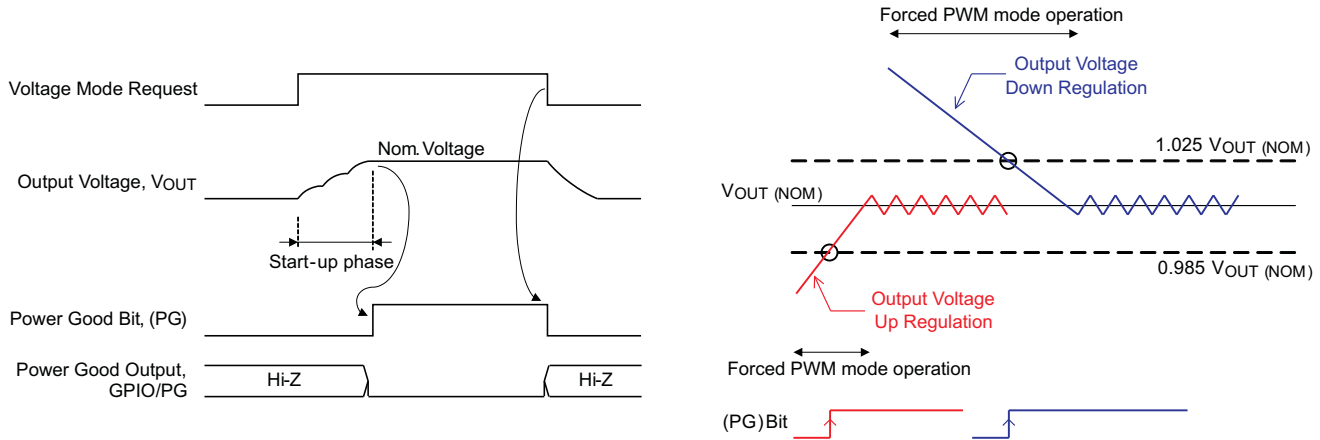 Voltage Mode Request
Nom. Voltage
Output Voltage, VOUT
Start-up phase
Power Good Bit, (PG)
Power Good Output,
GPIO/PG
Hi-Z
Hi-Z
Forced PWM mode operation
Output Voltage
Down Regulation
1.025 VOUT (NOM)
VOUT (NOM)
0.985 VOUT (NOM)
Output Voltage
Up Regulation
Forced PWM mode operation
(PG) Bit